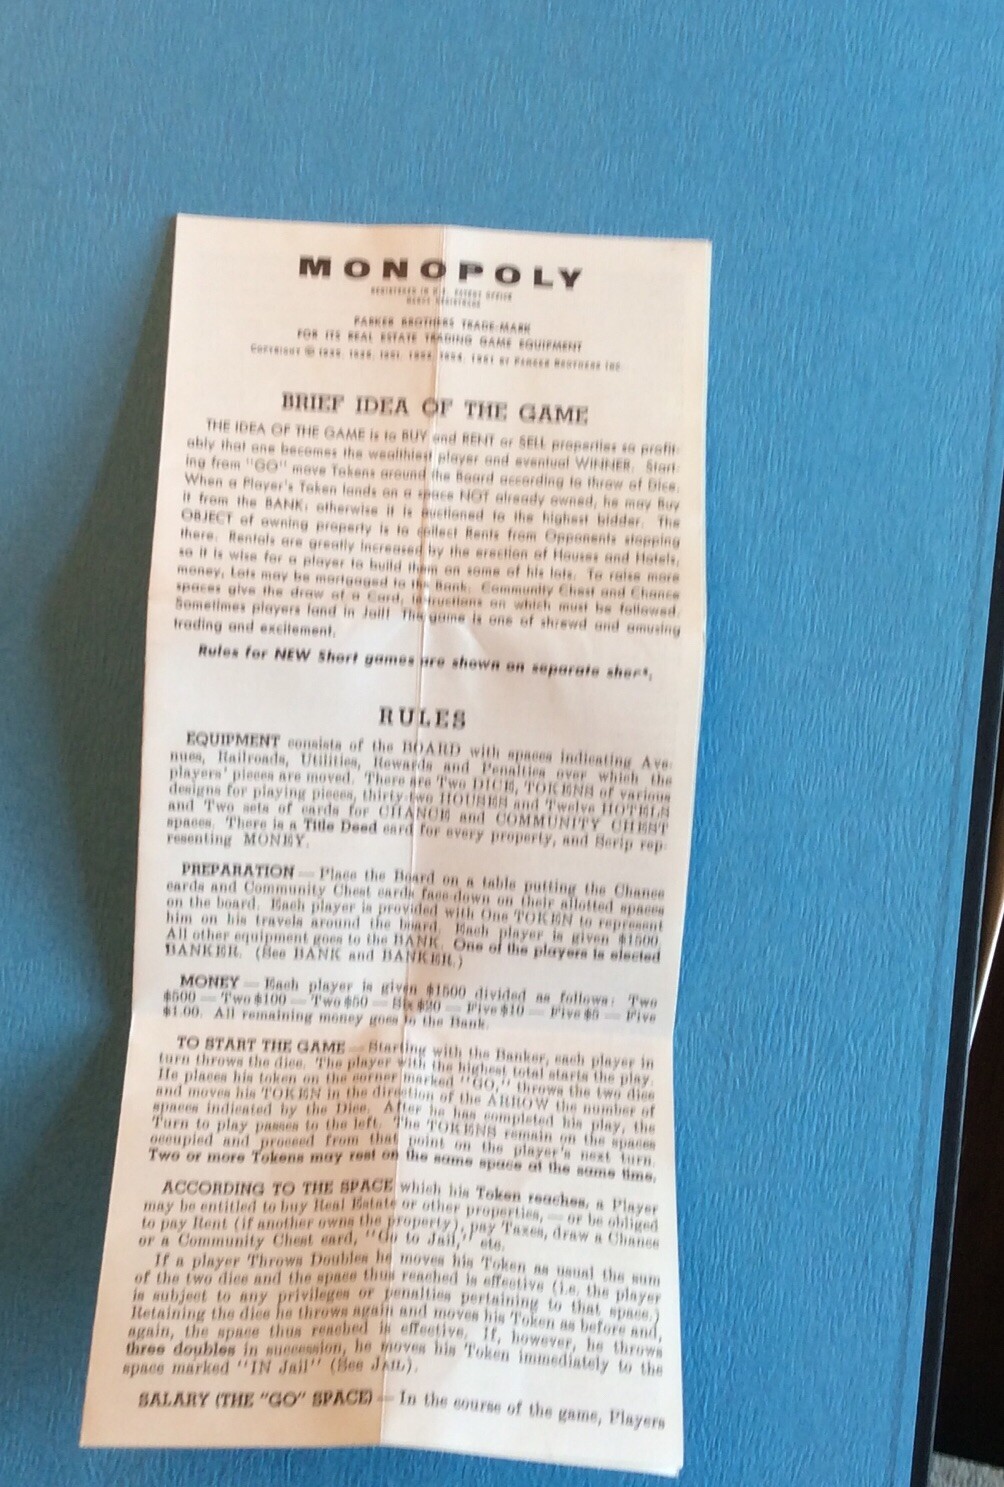 MONOPOLY
REGISTERED IN U.S. PATENT OFFICE
PARKER BROTHERS TRADE-MARK
FOR ITS REAL ESTATE TRADING GAME EQUIPMENT
COPYRIGHT © BY PARKER BROTHERS INC
BRIEF IDEA OF THE GAME
THE IDEA OF THE GAME is to BUY and RENT or SELL properties so profit-
ably that one becomes the wealthiest player and eventual WINNER. Start-
ing from "GO" move Tokens around the Board according to throw of Dice.
When a Player's Token lands on a space NOT already owned, he may Buy
it from the BANK: otherwise it is auctioned to the highest bidder. The
OBJECT of owning property is to collect Rents from Opponents stopping
there. Rentals are greatly increased by the erection of Houses and Hotels,
so it is wise for a player to build them on some of his lots. To raise more
money, Lots may be mortgaged to the Bank. Community Chest and Chance
spaces give the draw of a Card, instructions on which must be followed.
Sometimes players land in Jail! The game is one of shrewd and amusing
trading and excitement.
Rules for NEW Short games are shown on separate
RULES
EQUIPMENT consists of the BOARD with spaces indicating Ave-
nues, Railroads, Utilities, Rewards and Penalties over which the
players' pieces are moved. There are Two DICE, TOKENS of various
designs for playing pieces, thirty-two HOUSES and Twelve HOTELS
and Two sets of cards for CHANCE and COMMUNITY CHEST
spaces. There is a Title Deed card for every property, and Scrip rep-
resenting MONEY.
PREPARATION — Place the Board on a table putting the Chance
cards and Community Chest cards face down on their allotted spaces
on the board. Each player is provided with One TOKEN to represent
him on his travels around the board. Each player is given $1500.
All other equipment goes to the BANK. One of the players is elected
BANKER. (See BANK and BANKER.)
MONEY — Each player is given $1500 divided as follows: Two
$500 — Two $100 — Two $50 — Six $20 — Five $10 — Five $5 — Five
$1.00. All remaining money goes to the Bank.
TO START THE GAME — Starting with the Banker, each player in
turn throws the dice. The player with the highest total starts the play.
He places his token on the corner marked "GO," throws the two dice
and moves his TOKEN in the direction of the ARROW the number of
spaces indicated by the Dice. After he has completed his play, the
Turn to play passes to the left. The TOKENS remain on the spaces
occupied and proceed from that point on the player's next turn.
Two or more Tokens may rest on the same space at the same time.
ACCORDING TO THE SPACE which his Token reaches, a Player
may be entitled to buy Real Estate or other properties, — or be obliged
to pay Rent (if another owns the property), pay Taxes, draw a Chance
or a Community Chest card, "Go to Jail," etc.
If a player Throws Doubles he moves his Token as usual the sum
of the two dice and the space thus reached is effective (i.e. the player
is subject to any privileges or penalties pertaining to that space.)
Retaining the dice he throws again and moves his Token as before and,
again, the space thus reached is effective. If, however, he throws
three doubles in succession, he moves his Token immediately to the
space marked "IN Jail" (See JAIL).
SALARY (THE "GO" SPACE) — In the course of the game, Players